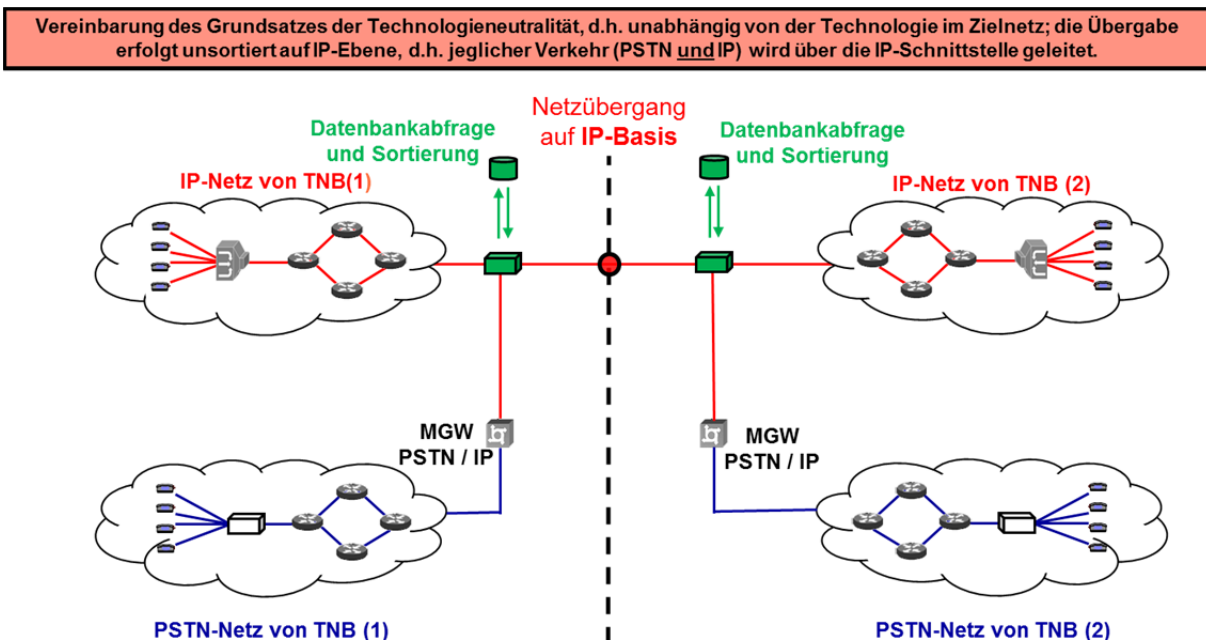 Vereinbarung des Grundsatzes der Technologieneutralität, d.h. unabhängig von der Technologie im Zielnetz; die Übergabe
erfolgt unsortiert auf IP-Ebene, d.h. jeglicher Verkehr (PSTN und IP) wird über die IP-Schnittstelle geleitet.
Netzübergang
auf IP-Basis
Datenbankabfrage
und Sortierung
Datenbankabfrage
und Sortierung
IP-Netz von TNB(1)
IP-Netz von TNB (2)
MGW
PSTN / IP
MGW
PSTN / IP
PSTN-Netz von TNB (1)
PSTN-Netz von TNB (2)